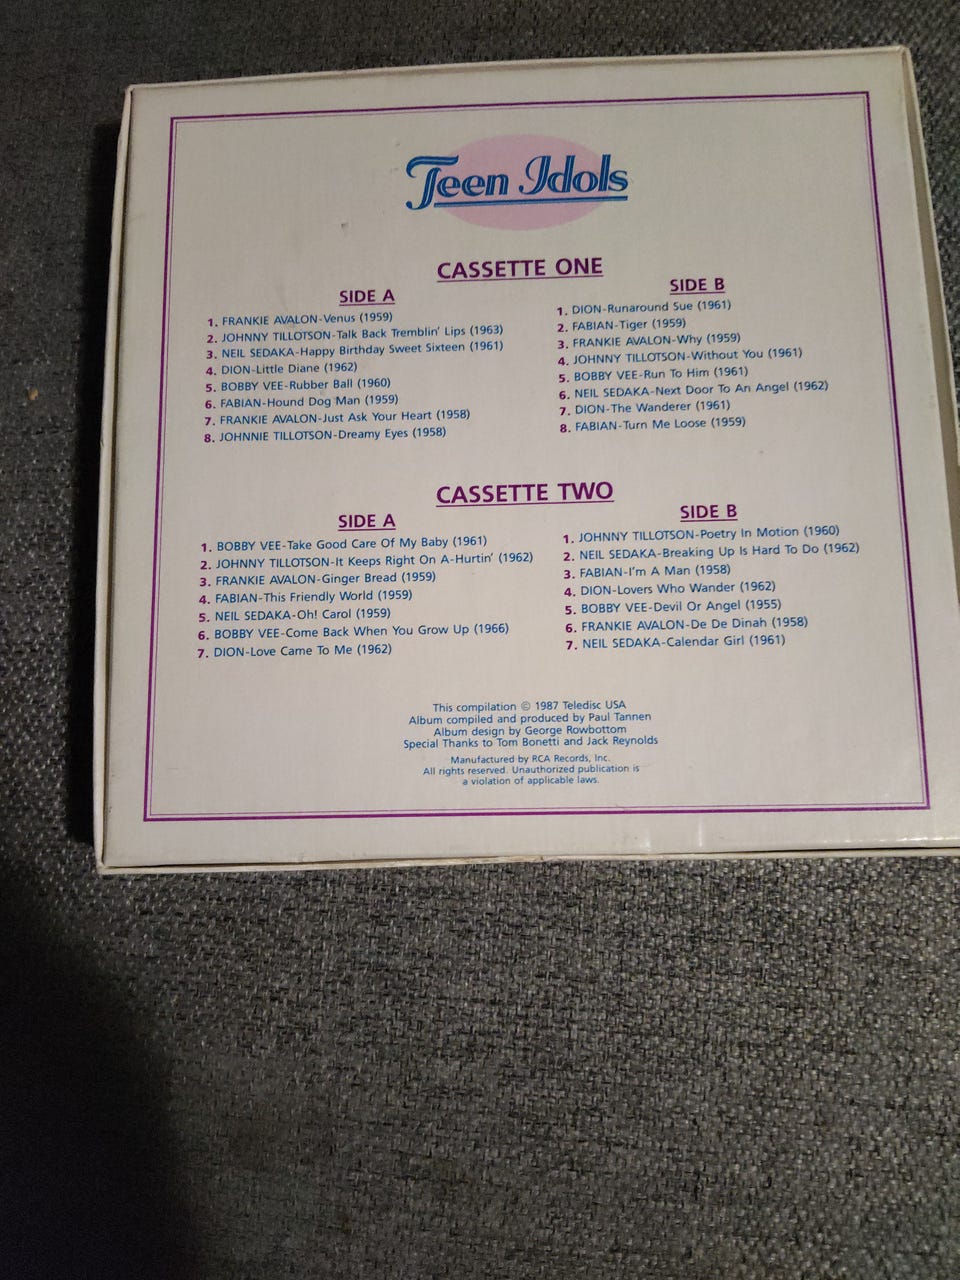 Teen Idols
CASSETTE ONE
SIDE A
1. FRANKIE AVALON-Venus (1959)
2. JOHNNY TILLOTSON-Talk Back Tremblin' Lips (1963)
3. NEIL SEDAKA-Happy Birthday Sweet Sixteen (1961)
4. DION-Little Diane (1962)
5. BOBBY VEE-Rubber Ball (1960)
6. FABIAN-Hound Dog Man (1959)
7. FRANKIE AVALON-Just Ask Your Heart (1958)
8. JOHNNIE TILLOTSON-Dreamy Eyes (1958)
SIDE B
1. DION-Runaround Sue (1961)
2. FABIAN-Tiger (1959)
3. FRANKIE AVALON-Why (1959)
4. JOHNNY TILLOTSON-Without You (1961)
5. BOBBY VEE-Run To Him (1961)
6. NEIL SEDAKA-Next Door To An Angel (1962)
7. DION-The Wanderer (1961)
8. FABIAN-Turn Me Loose (1959)
CASSETTE TWO
SIDE A
1. BOBBY VEE-Take Good Care Of My Baby (1961)
2. JOHNNY TILLOTSON-It Keeps Right On A-Hurtin' (1962)
3. FRANKIE AVALON-Ginger Bread (1959)
4. FABIAN-This Friendly World (1959)
5. NEIL SEDAKA-Oh! Carol (1959)
6. BOBBY VEE-Come Back When You Grow Up (1966)
7. DION-Love Came To Me (1962)
SIDE B
1. JOHNNY TILLOTSON-Poetry In Motion (1960)
2. NEIL SEDAKA-Breaking Up Is Hard To Do (1962)
3. FABIAN-I'm A Man (1958)
4. DION-Lovers Who Wander (1962)
5. BOBBY VEE-Devil Or Angel (1955)
6. FRANKIE AVALON-De De Dinah (1958)
7. NEIL SEDAKA-Calendar Girl (1961)
This compilation © 1987 Teledisc USA
Album compiled and produced by Paul Tannen
Album design by George Rowbottom
Special Thanks to Tom Bonetti and Jack Reynolds
Manufactured by RCA Records, Inc.
All rights reserved. Unauthorized publication is
a violation of applicable laws.